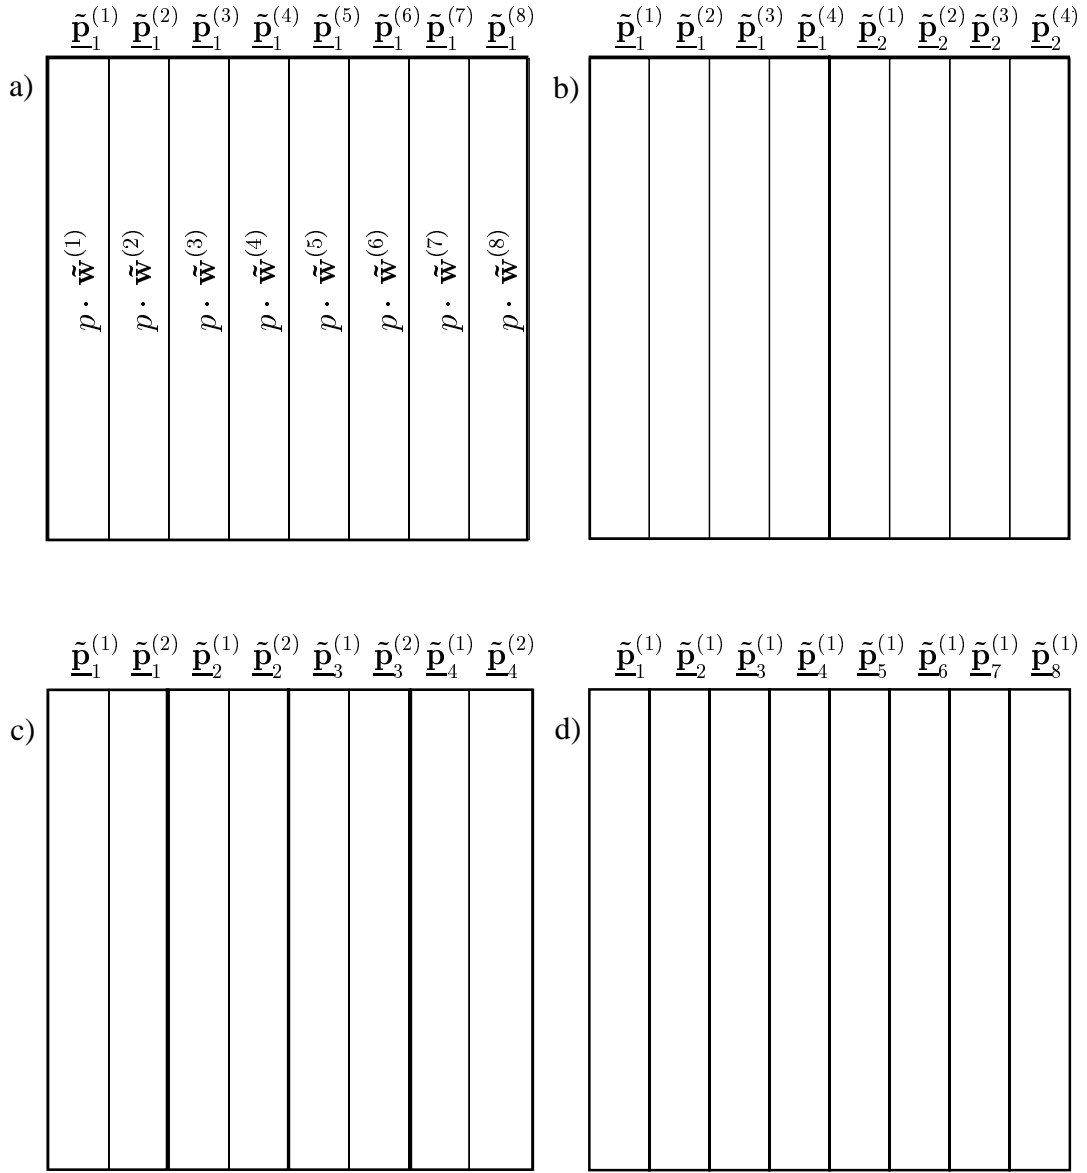 p̲̃₁⁽¹⁾ p̲̃₁⁽²⁾ p̲̃₁⁽³⁾ p̲̃₁⁽⁴⁾ p̲̃₁⁽⁵⁾ p̲̃₁⁽⁶⁾ p̲̃₁⁽⁷⁾ p̲̃₁⁽⁸⁾
a)
p · w̃⁽¹⁾ p · w̃⁽²⁾ p · w̃⁽³⁾ p · w̃⁽⁴⁾ p · w̃⁽⁵⁾ p · w̃⁽⁶⁾ p · w̃⁽⁷⁾ p · w̃⁽⁸⁾
p̲̃₁⁽¹⁾ p̲̃₁⁽²⁾ p̲̃₁⁽³⁾ p̲̃₁⁽⁴⁾ p̲̃₂⁽¹⁾ p̲̃₂⁽²⁾ p̲̃₂⁽³⁾ p̲̃₂⁽⁴⁾
b)
p̲̃₁⁽¹⁾ p̲̃₁⁽²⁾ p̲̃₂⁽¹⁾ p̲̃₂⁽²⁾ p̲̃₃⁽¹⁾ p̲̃₃⁽²⁾ p̲̃₄⁽¹⁾ p̲̃₄⁽²⁾
c)
p̲̃₁⁽¹⁾ p̲̃₂⁽¹⁾ p̲̃₃⁽¹⁾ p̲̃₄⁽¹⁾ p̲̃₅⁽¹⁾ p̲̃₆⁽¹⁾ p̲̃₇⁽¹⁾ p̲̃₈⁽¹⁾
d)